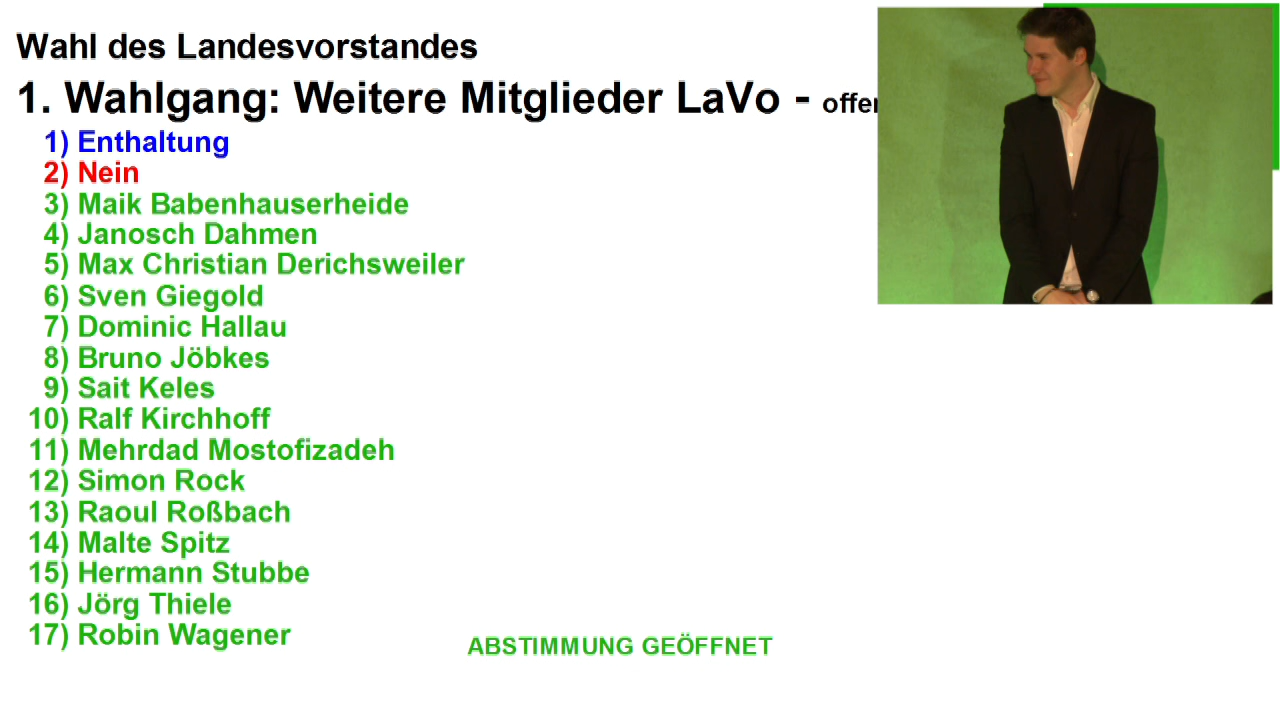 Wahl des Landesvorstandes
1. Wahlgang: Weitere Mitglieder LaVo -
1) Enthaltung
2) Nein
3) Maik Babenhauserheide
4) Janosch Dahmen
5) Max Christian Derichsweiler
6) Sven Giegold
7) Dominic Hallau
8) Bruno Jöbkes
9) Sait Keles
10) Ralf Kirchhoff
11) Mehrdad Mostofizadeh
12) Simon Rock
13) Raoul Roßbach
14) Malte Spitz
15) Hermann Stubbe
16) Jörg Thiele
17) Robin Wagener
ABSTIMMUNG GEÖFFNET